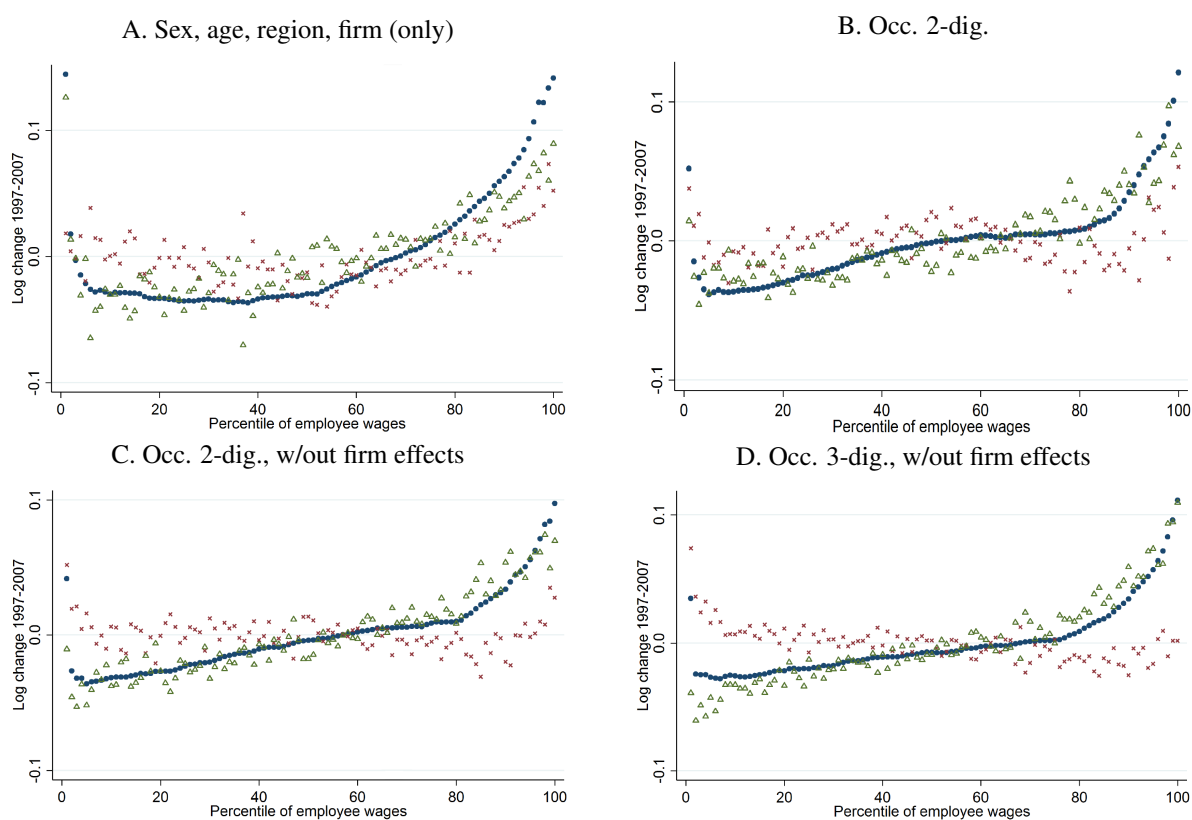 A. Sex, age, region, firm (only)
B. Occ. 2-dig.
Log change 1997-2007
0.1
0.0
-0.1
0 20 40 60 80 100
Percentile of employee wages
Log change 1997-2007
0.1
0.0
-0.1
0 20 40 60 80 100
Percentile of employee wages
C. Occ. 2-dig., w/out firm effects
D. Occ. 3-dig., w/out firm effects
Log change 1997-2007
0.1
0.0
-0.1
0 20 40 60 80 100
Percentile of employee wages
Log change 1997-2007
0.1
0.0
-0.1
0 20 40 60 80 100
Percentile of employee wages